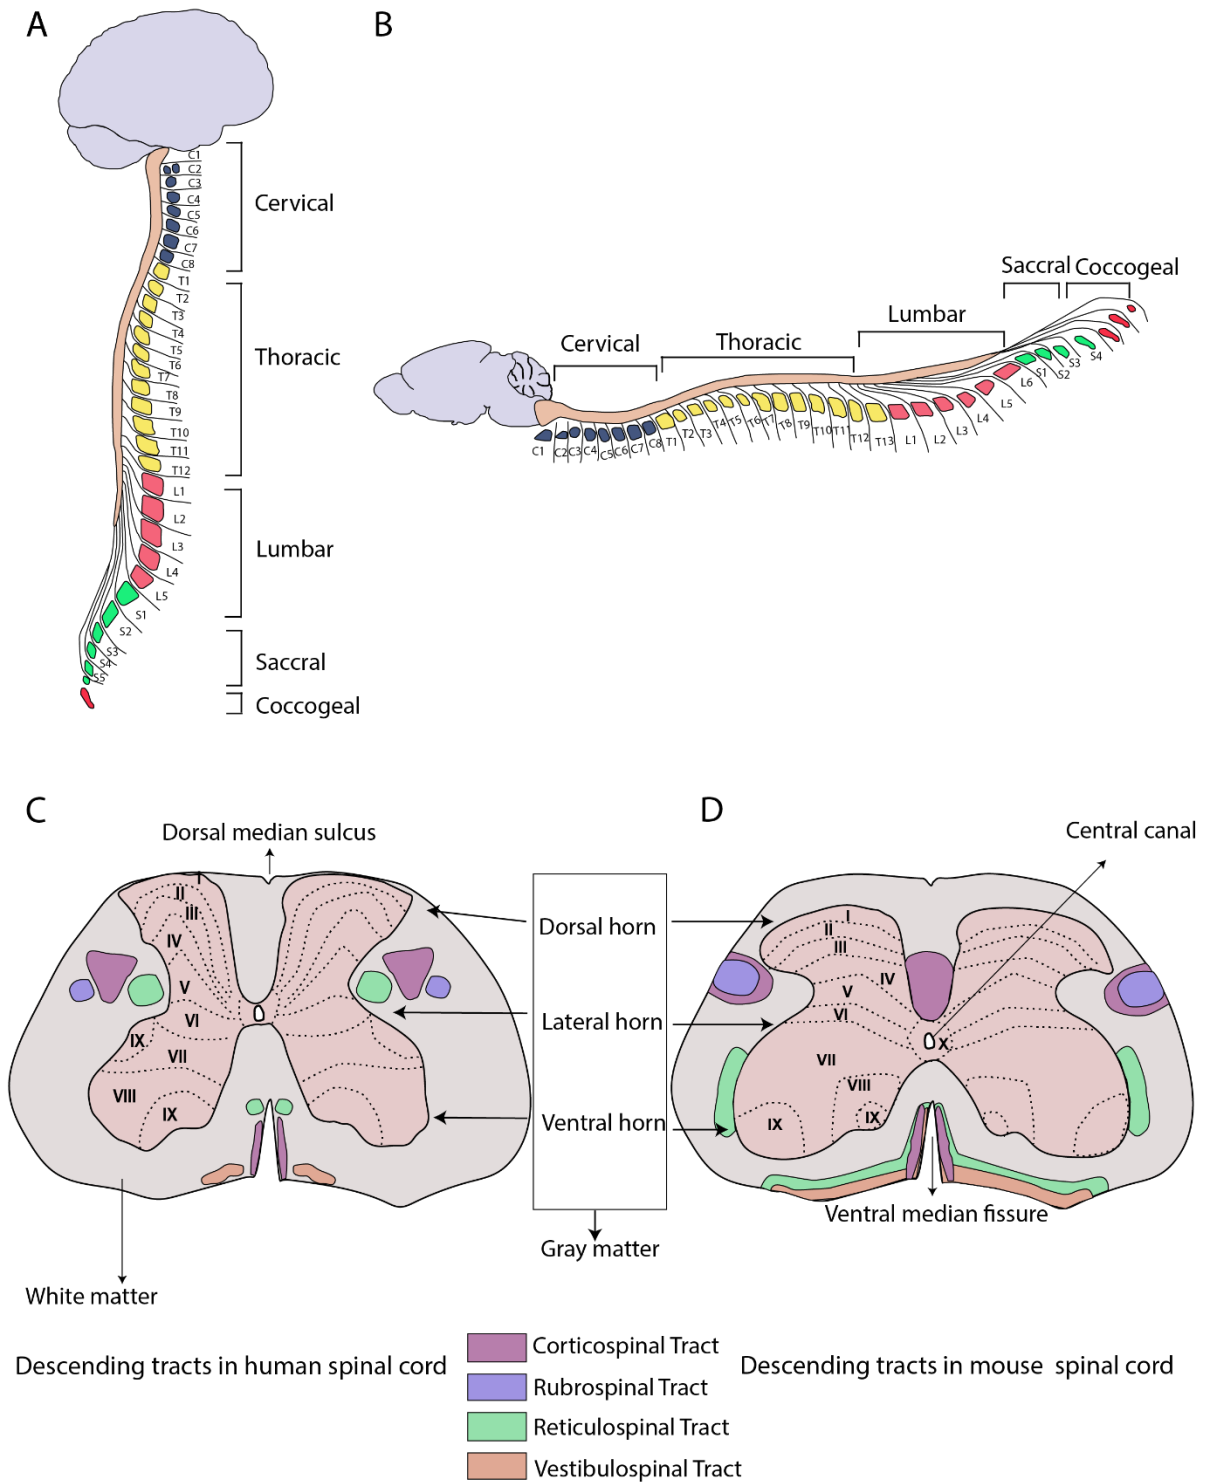 A
C1
C2
C3
C4
C5
C6
C7
C8
T1
T2
T3
T4
T5
T6
T7
T8
T9
T10
T11
T12
L1
L2
L3
L4
L5
S1
S2
S3
S4
S5
Cervical
Thoracic
Lumbar
Saccral
Coccogeal
B
Cervical
Thoracic
Lumbar
Saccral
Coccogeal
C1
C2
C3
C4
C5
C6
C7
C8
T1
T2
T3
T4
T5
T6
T7
T8
T9
T10
T11
T12
T13
L1
L2
L3
L4
L5
L6
S1
S2
S3
S4
C
Dorsal median sulcus
I
II
III
IV
V
VI
IX
VII
VIII
IX
White matter
Dorsal horn
Lateral horn
Ventral horn
Gray matter
D
Central canal
I
II
III
IV
V
VI
X
VII
VIII
IX
IX
Ventral median fissure
Descending tracts in human spinal cord
Corticospinal Tract
Rubrospinal Tract
Reticulospinal Tract
Vestibulospinal Tract
Descending tracts in mouse spinal cord